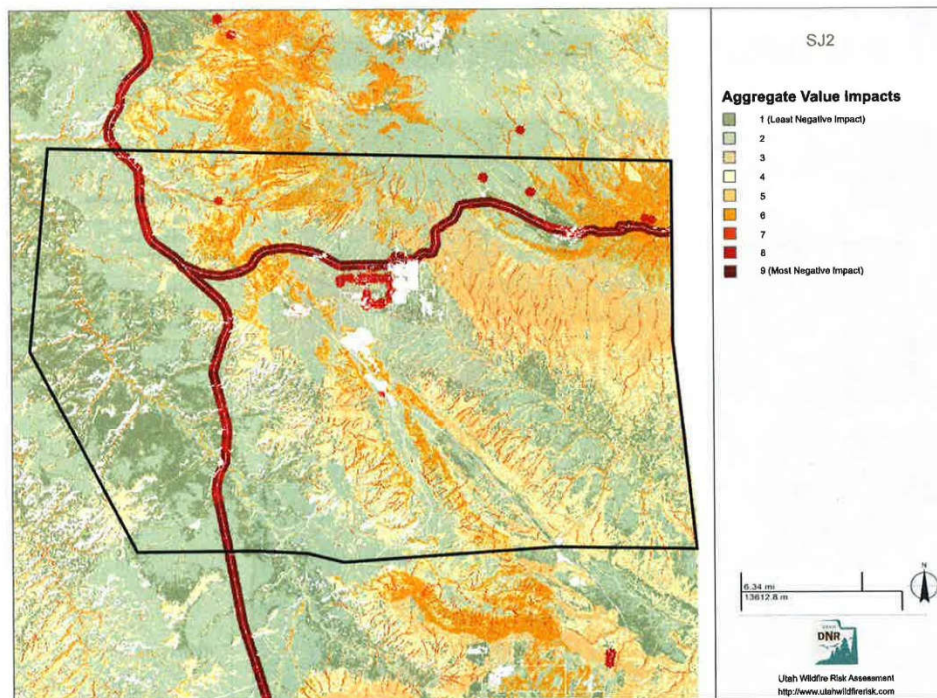 SJ2
Aggregate Value Impacts
1 (Least Negative Impact)
2
3
4
5
6
7
8
9 (Most Negative Impact)
N
6.34 mi
13612.8 m
DNR
Utah Wildfire Risk Assessment
http://www.utahwildfirerisk.com